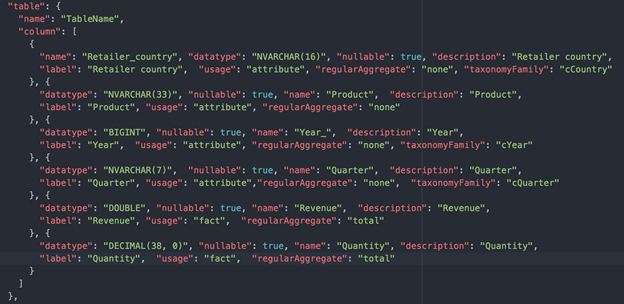 "table": {
"name": "TableName",
"column": [
{
"name": "Retailer_country", "datatype": "NVARCHAR(16)", "nullable": true, "description": "Retailer country",
"label": "Retailer country", "usage": "attribute", "regularAggregate": "none", "taxonomyFamily": "cCountry"
}, {
"datatype": "NVARCHAR(33)", "nullable": true, "name": "Product", "description": "Product",
"label": "Product", "usage": "attribute", "regularAggregate": "none"
}, {
"datatype": "BIGINT", "nullable": true, "name": "Year_", "description": "Year",
"label": "Year", "usage": "attribute", "regularAggregate": "none", "taxonomyFamily": "cYear"
}, {
"datatype": "NVARCHAR(7)", "nullable": true, "name": "Quarter", "description": "Quarter",
"label": "Quarter", "usage": "attribute","regularAggregate": "none", "taxonomyFamily": "cQuarter"
}, {
"datatype": "DOUBLE", "nullable": true, "name": "Revenue", "description": "Revenue",
"label": "Revenue", "usage": "fact", "regularAggregate": "total"
}, {
"datatype": "DECIMAL(38, 0)", "nullable": true, "name": "Quantity", "description": "Quantity",
"label": "Quantity", "usage": "fact", "regularAggregate": "total"
}
]
},